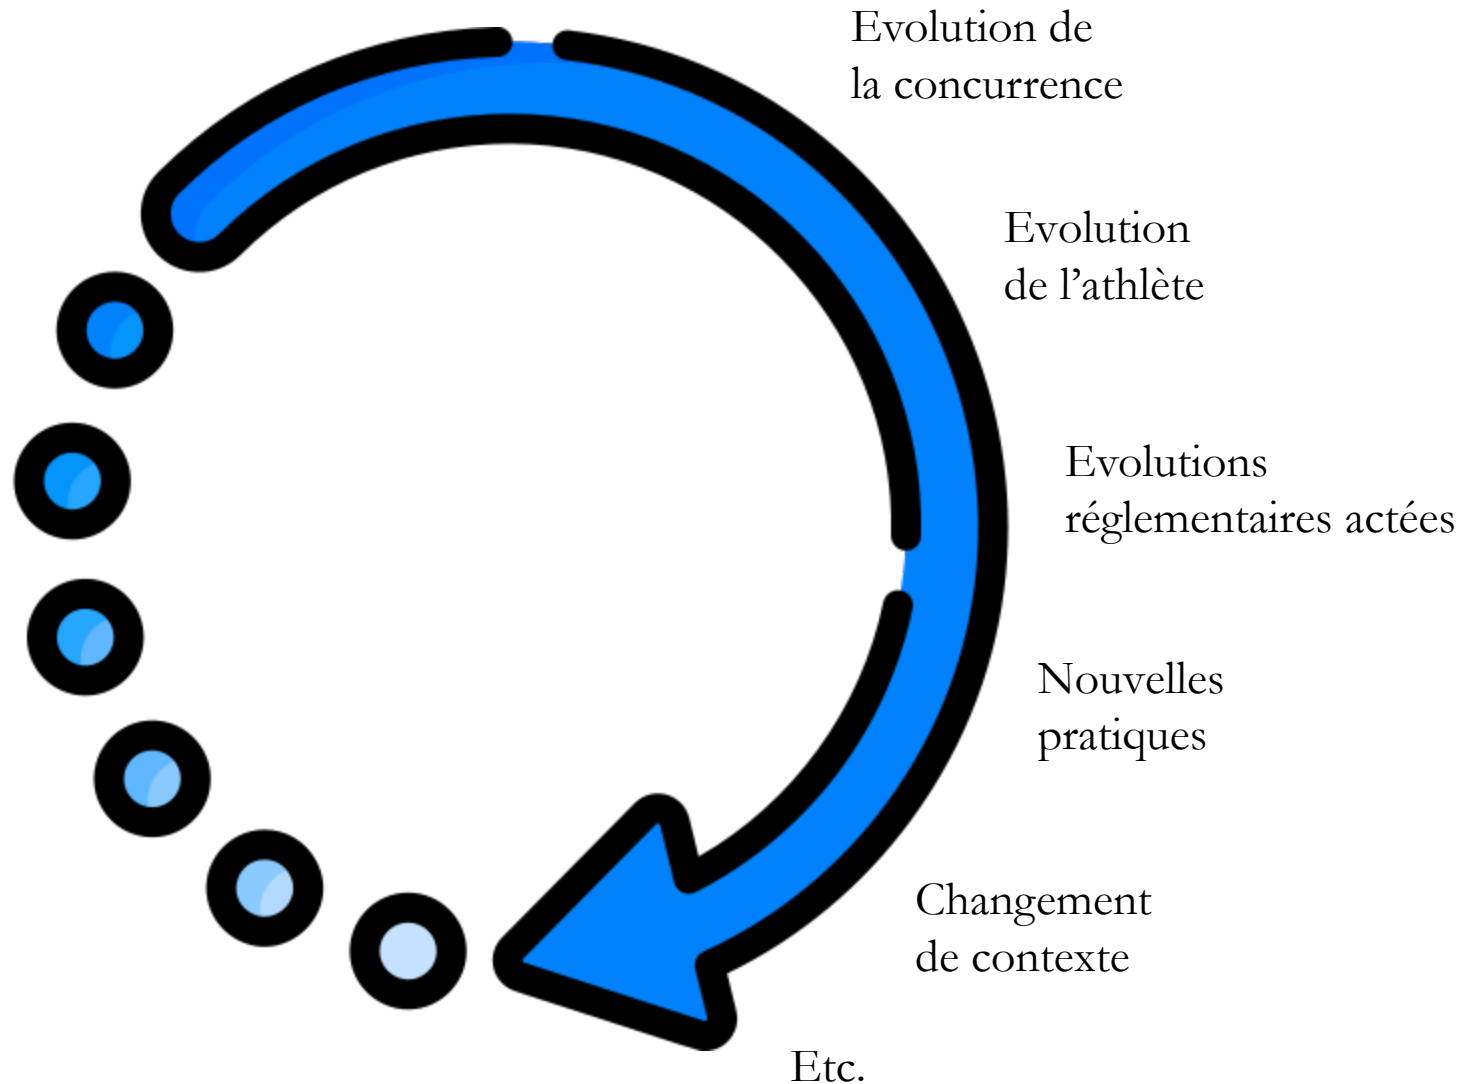 Evolution de
la concurrence
Evolution
de l’athlète
Evolutions
réglementaires actées
Nouvelles
pratiques
Changement
de contexte
Etc.